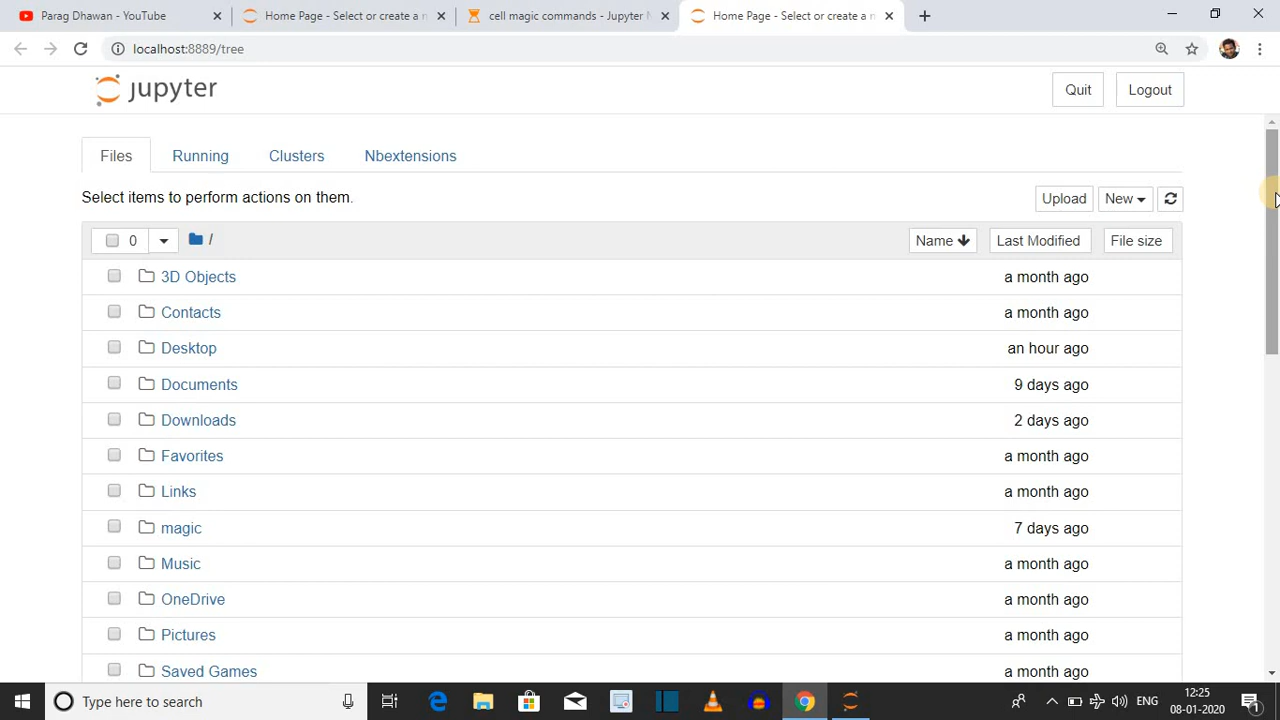 Parag Dhawan - YouTube
Home Page - Select or create a
cell magic commands - Jupyter
Home Page - Select or create a
localhost:8889/tree
jupyter
Quit
Logout
Files
Running
Clusters
Nbextensions
Select items to perform actions on them.
Upload
New
0
/
Name
Last Modified
File size
3D Objects a month ago
Contacts a month ago
Desktop an hour ago
Documents 9 days ago
Downloads 2 days ago
Favorites a month ago
Links a month ago
magic 7 days ago
Music a month ago
OneDrive a month ago
Pictures a month ago
Saved Games a month ago
Type here to search
ENG
12:25
08-01-2020
1